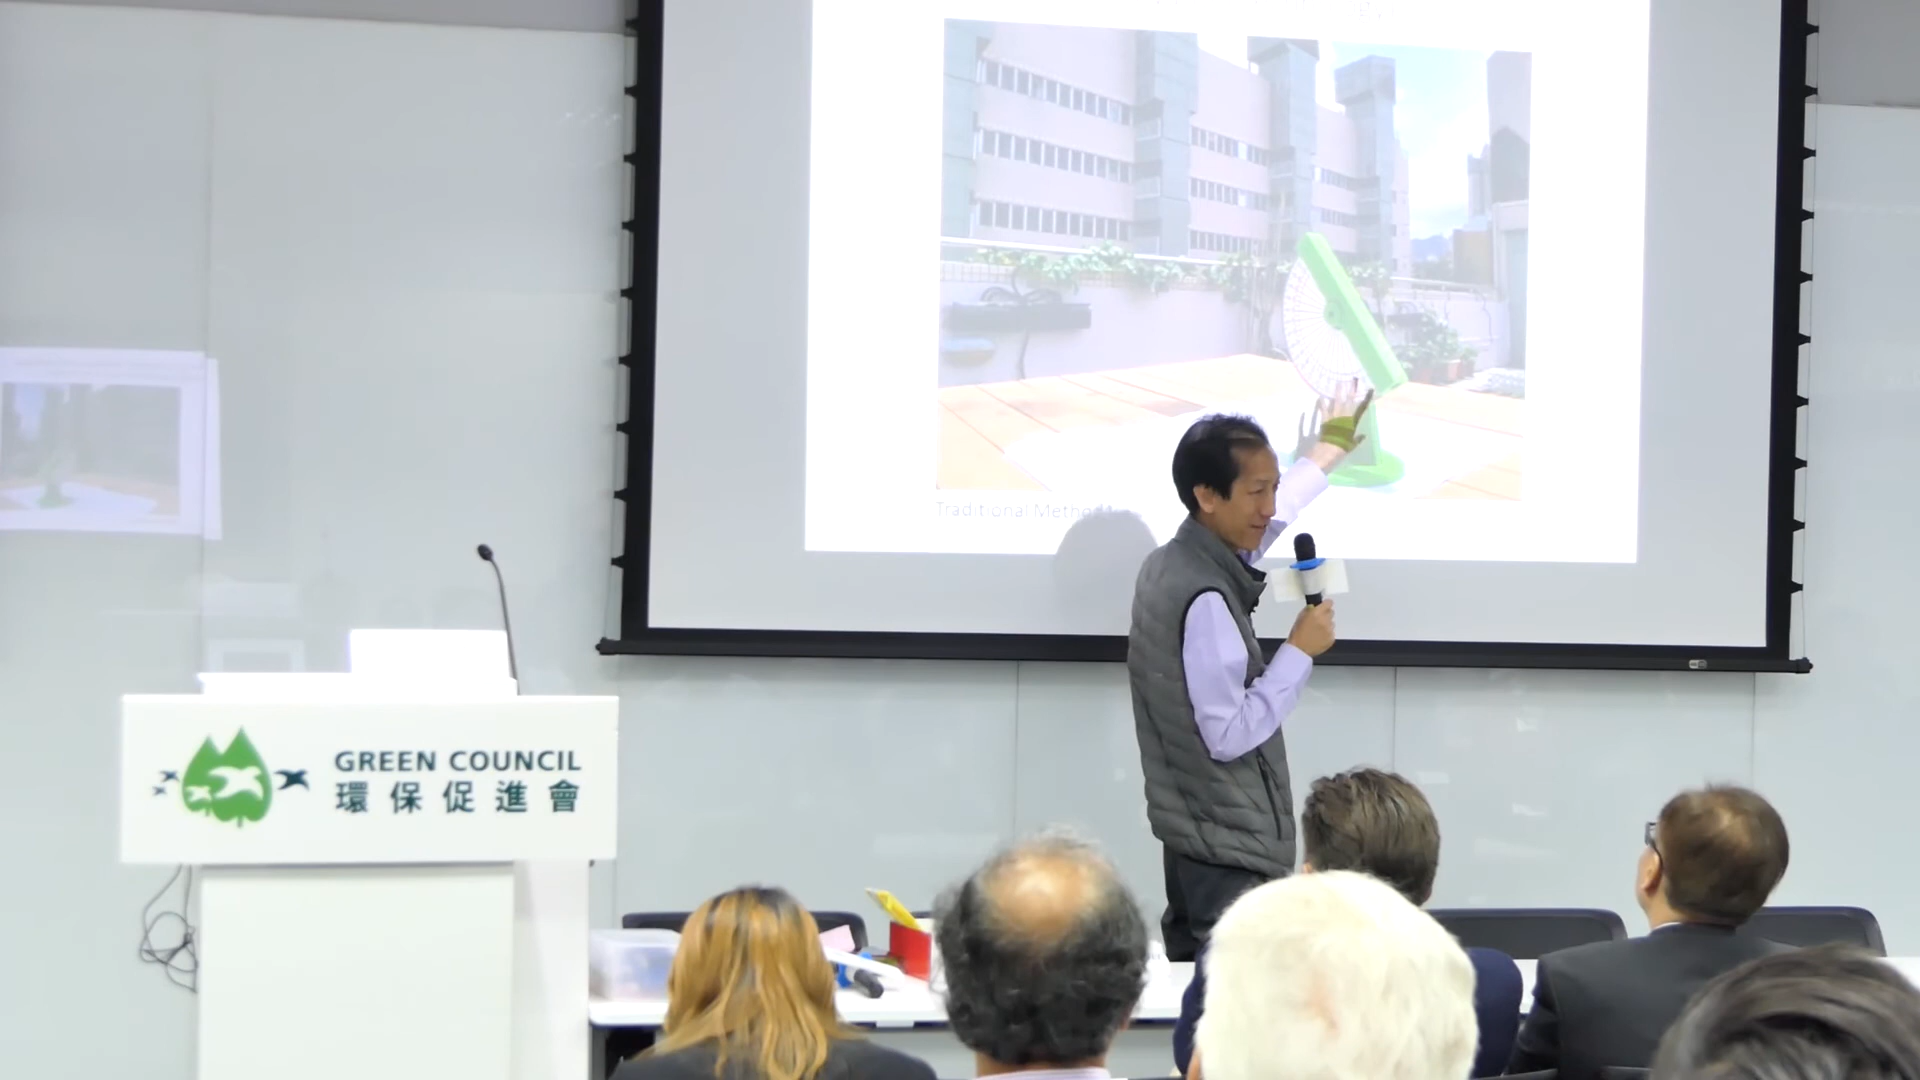 Traditional Method
GREEN COUNCIL
環保促進會